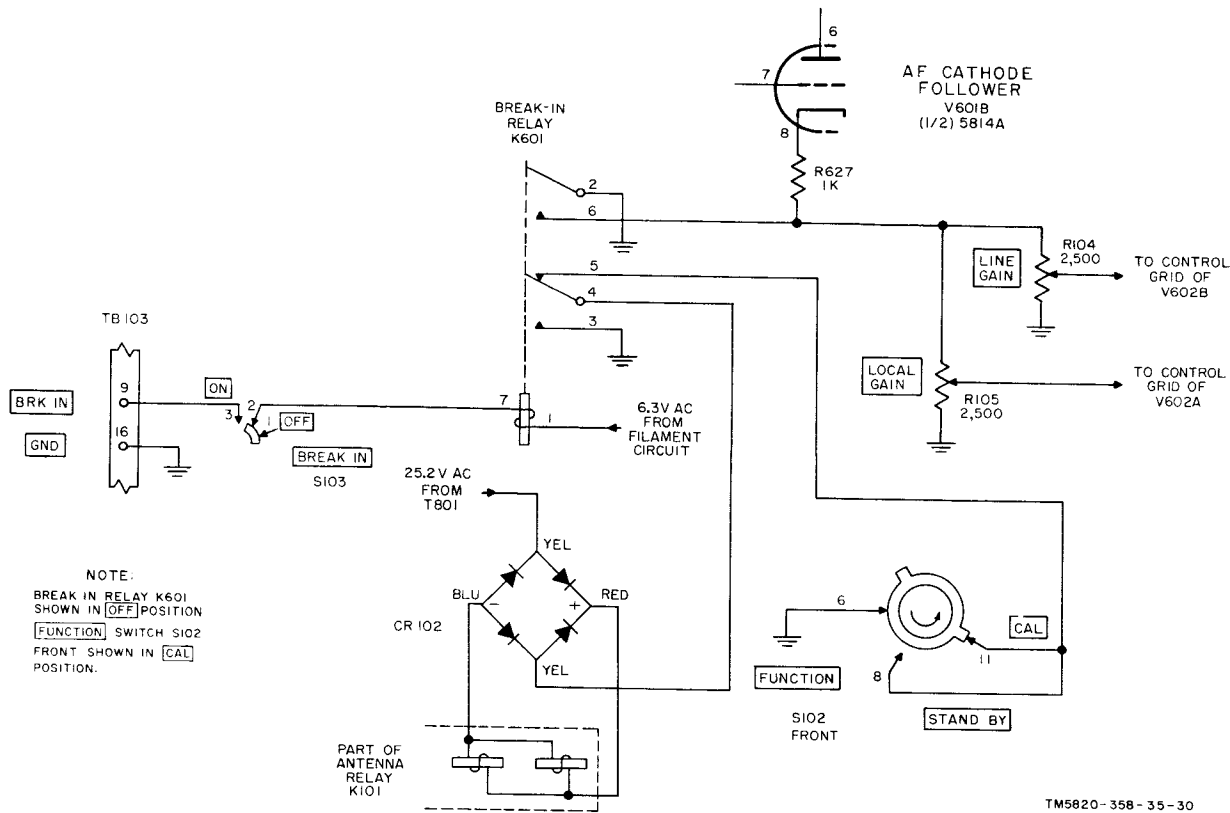 6
7
8
AF CATHODE
FOLLOWER
V601B
(1/2) 5814A
R627
1K
BREAK-IN
RELAY
K601
2
6
5
4
3
LINE
GAIN
R104
2,500
TO CONTROL
GRID OF
V602B
LOCAL
GAIN
R105
2,500
TO CONTROL
GRID OF
V602A
TB103
BRK IN
9
GND
16
ON
3
2
1
OFF
BREAK IN
S103
7
1
6.3V AC
FROM
FILAMENT
CIRCUIT
25.2V AC
FROM
T801
YEL
BLU
-
+
RED
CR 102
YEL
NOTE:
BREAK IN RELAY K601
SHOWN IN OFF POSITION
FUNCTION SWITCH S102
FRONT SHOWN IN CAL
POSITION.
6
8
11
CAL
FUNCTION
S102
FRONT
STAND BY
PART OF
ANTENNA
RELAY
K101
TM5820-358-35-30